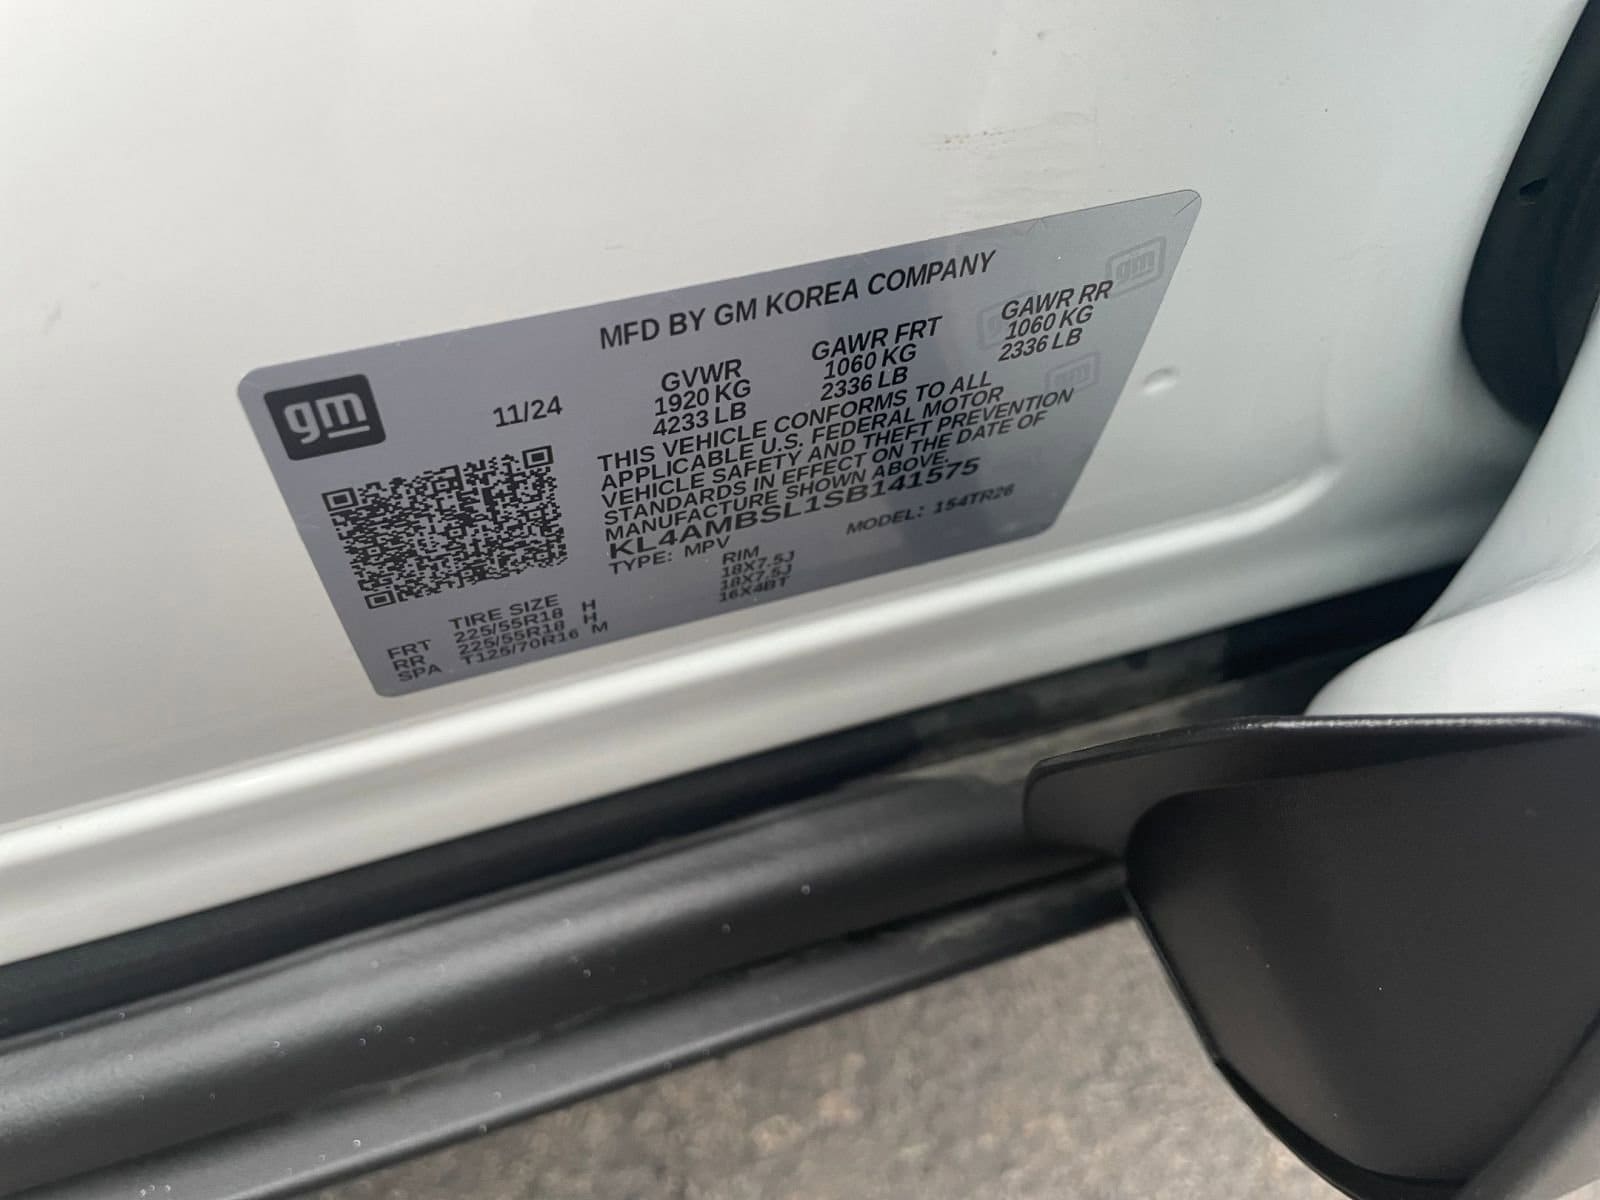 MFD BY GM KOREA COMPANY
gm
11/24
GVWR
1920 KG
4233 LB
GAWR FRT
1060 KG
2336 LB
GAWR RR
1060 KG
2336 LB
THIS VEHICLE CONFORMS TO ALL
APPLICABLE U.S. FEDERAL MOTOR
VEHICLE SAFETY AND THEFT PREVENTION
STANDARDS IN EFFECT ON THE DATE OF
MANUFACTURE SHOWN ABOVE.
KL4AMBSL1SB141575
TYPE: MPV MODEL: 154TR26
TIRE SIZE RIM
FRT 225/55R18 H 18X7.5J
RR 225/55R18 H 18X7.5J
SPA T125/70R16 M 16X4BT
gm
gm
gm